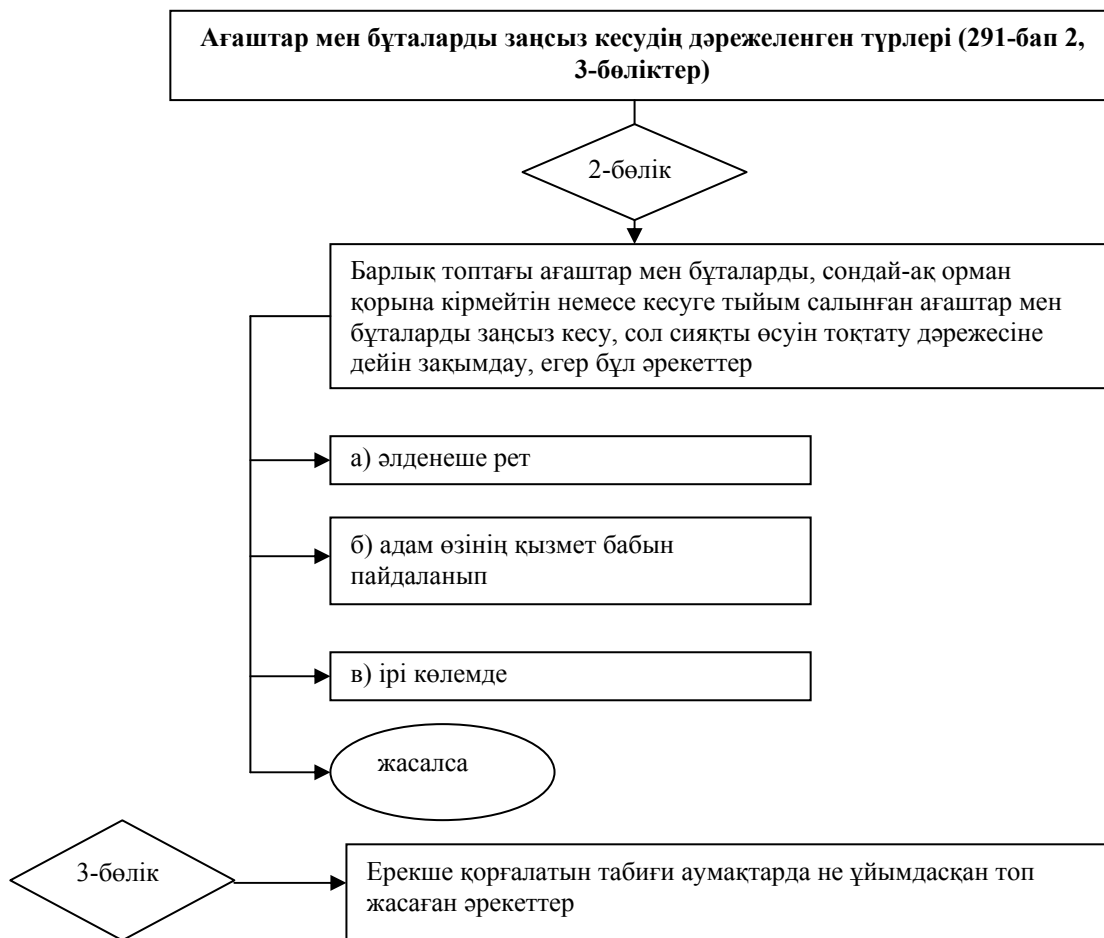 Ағаштар мен бұталарды заңсыз кесудің дәрежеленген түрлері (291-бап 2,
3-бөліктер)
2-бөлік
Барлық топтағы ағаштар мен бұталарды, сондай-ақ орман
қорына кірмейтін немесе кесуге тыйым салынған ағаштар мен
бұталарды заңсыз кесу, сол сияқты өсуін тоқтату дәрежесіне
дейін зақымдау, егер бұл әрекеттер
а) әлденеше рет
б) адам өзінің қызмет бабын
пайдаланып
в) ірі көлемде
жасалса
3-бөлік
Ерекше қорғалатын табиғи аумақтарда не ұйымдасқан топ
жасаған әрекеттер